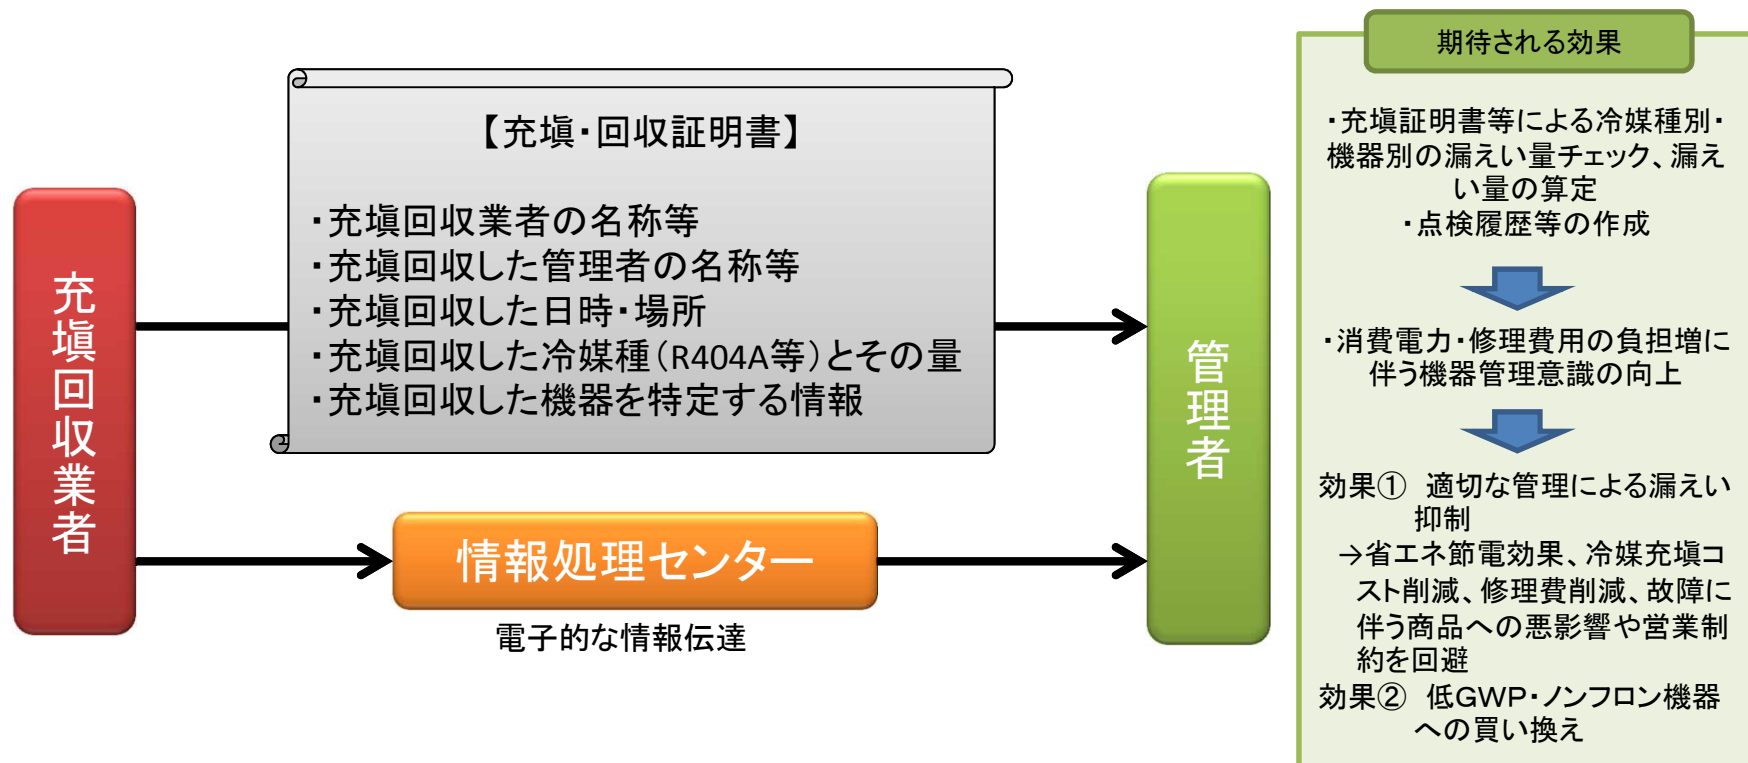 充塡回収業者
【充塡・回収証明書】
・充塡回収業者の名称等
・充塡回収した管理者の名称等
・充塡回収した日時・場所
・充塡回収した冷媒種（R404A等）とその量
・充塡回収した機器を特定する情報
情報処理センター
電子的な情報伝達
管理者
期待される効果
・充塡証明書等による冷媒種別・
機器別の漏えい量チェック、漏え
い量の算定
・点検履歴等の作成
・消費電力・修理費用の負担増に
伴う機器管理意識の向上
効果① 適切な管理による漏えい
抑制
→省エネ節電効果、冷媒充塡コ
スト削減、修理費削減、故障に
伴う商品への悪影響や営業制
約を回避
効果② 低GWP・ノンフロン機器
への買い換え